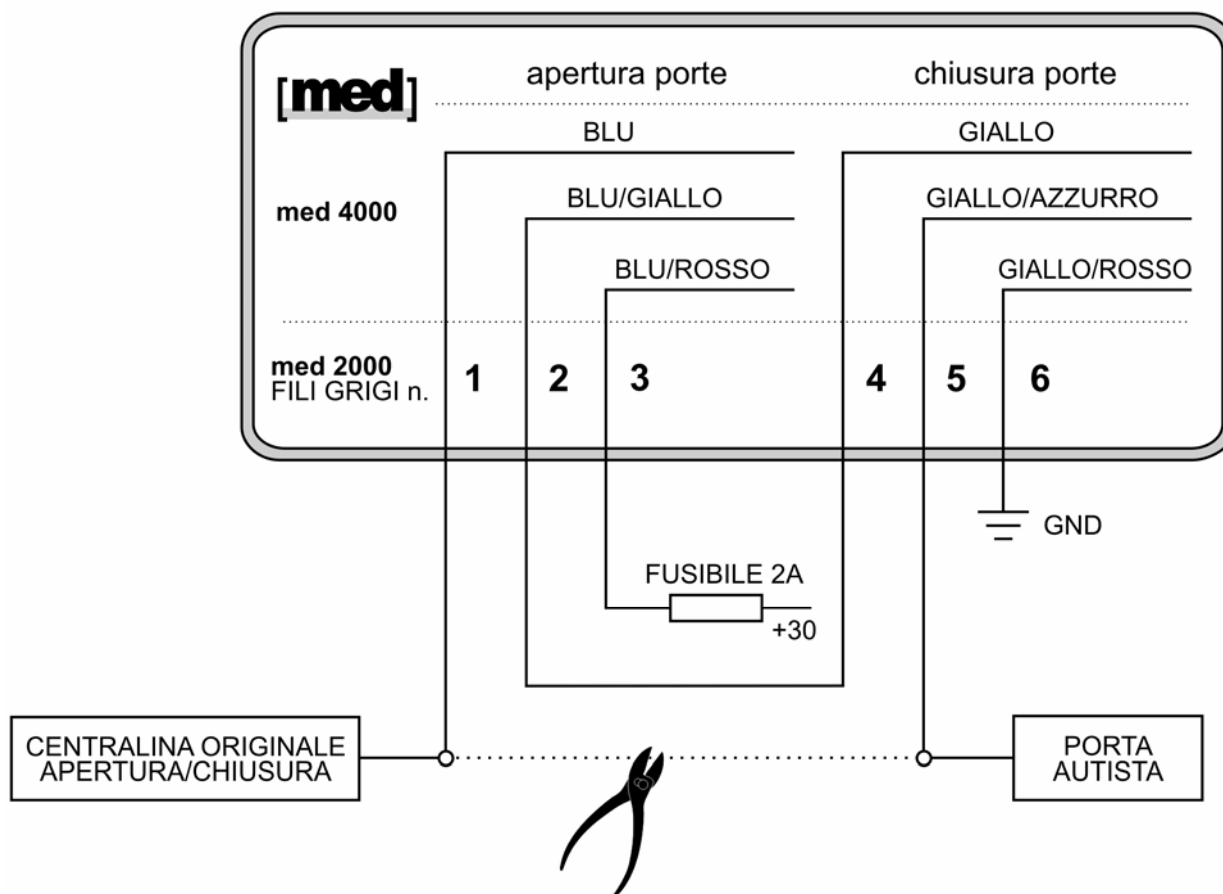 [med]
apertura porte
chiusura porte
BLU
GIALLO
med 4000
BLU/GIALLO
GIALLO/AZZURRO
BLU/ROSSO
GIALLO/ROSSO
med 2000
FILI GRIGI n.
1 2 3 4 5 6
GND
FUSIBILE 2A
+30
CENTRALINA ORIGINALE
APERTURA/CHIUSURA
PORTA
AUTISTA